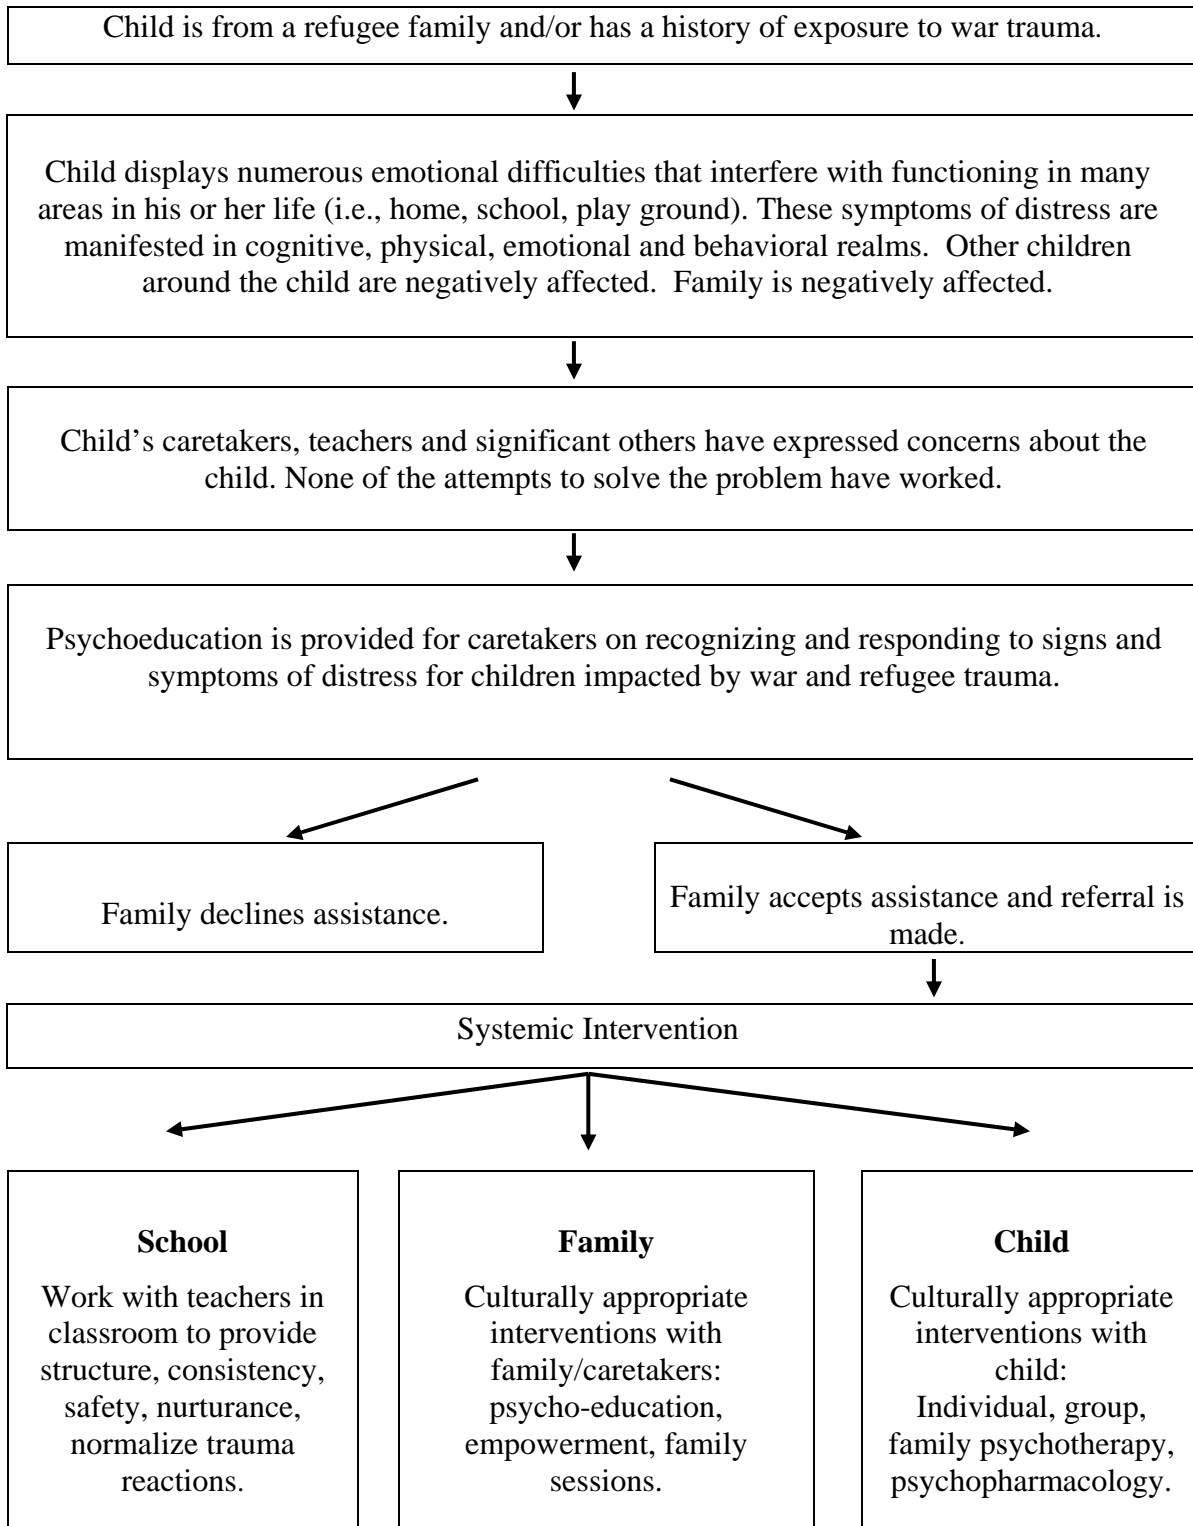 Child is from a refugee family and/or has a history of exposure to war trauma.
Child displays numerous emotional difficulties that interfere with functioning in many
areas in his or her life (i.e., home, school, play ground). These symptoms of distress are
manifested in cognitive, physical, emotional and behavioral realms.  Other children
around the child are negatively affected.  Family is negatively affected.
Child’s caretakers, teachers and significant others have expressed concerns about the
child. None of the attempts to solve the problem have worked.
Psychoeducation is provided for caretakers on recognizing and responding to signs and
symptoms of distress for children impacted by war and refugee trauma.
Family declines assistance.
Family accepts assistance and referral is
made.
Systemic Intervention
School
Work with teachers in
classroom to provide
structure, consistency,
safety, nurturance,
normalize trauma
reactions.
Family
Culturally appropriate
interventions with
family/caretakers:
psycho-education,
empowerment, family
sessions.
Child
Culturally appropriate
interventions with
child:
Individual, group,
family psychotherapy,
psychopharmacology.